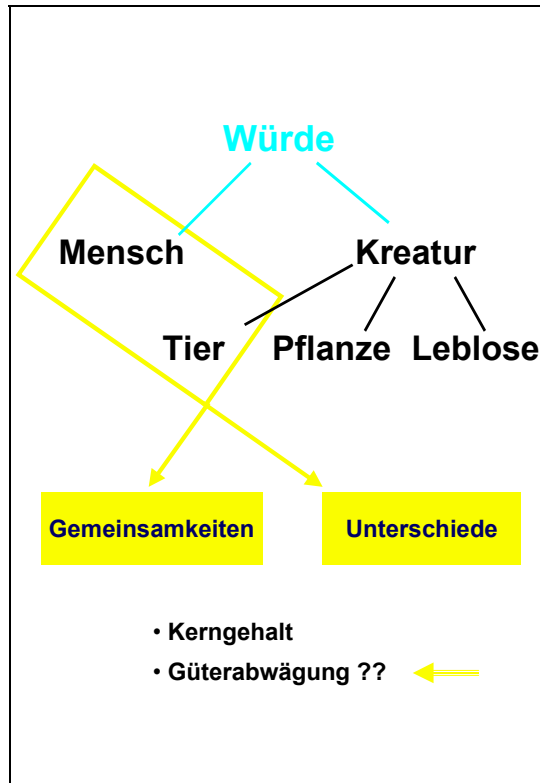 Würde
Mensch Kreatur
Tier Pflanze Leblose
Gemeinsamkeiten Unterschiede
• Kerngehalt
• Güterabwägung ??